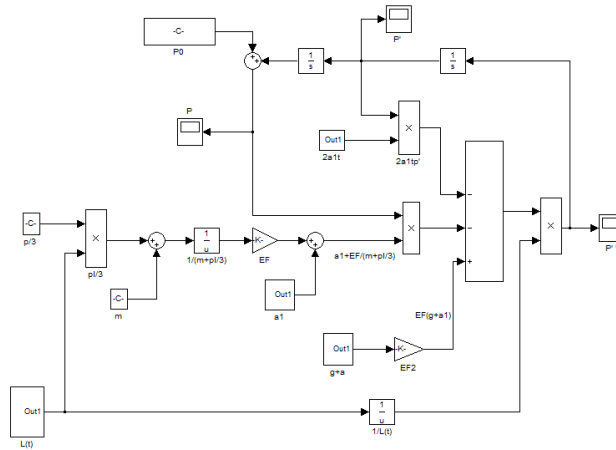 -C-
P0
P'
1
s
1
s
P
Out1
2a1t
×
2a1tp'
-C-
p/3
×
pl/3
1
u
1/(m+pl/3)
-K-
EF
a1+EF/(m+pl/3)
×
×
P''
-C-
m
Out1
a1
EF(g+a1)
Out1
g+a
-K-
EF2
Out1
L(t)
1
u
1/L(t)